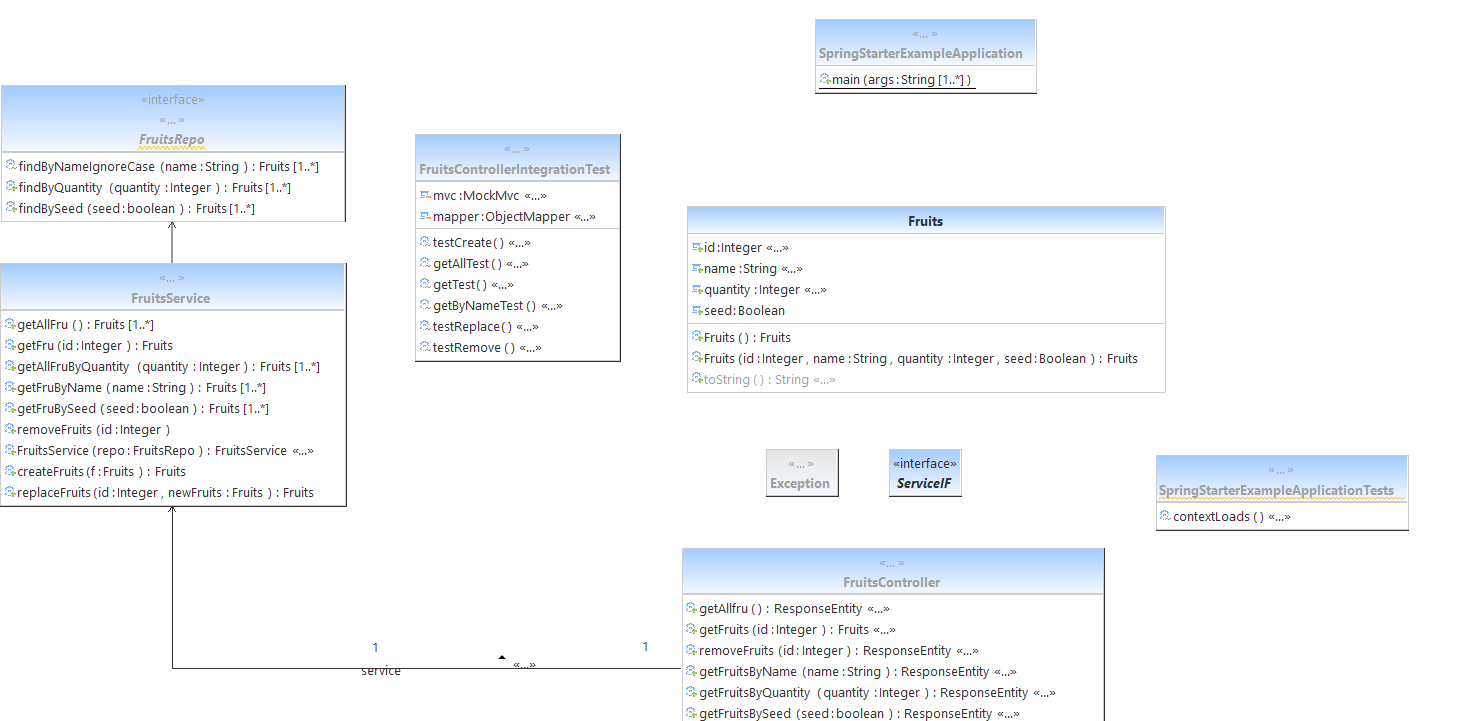 «... »
SpringStarterExampleApplication
main (args:String [1..*] )
«interface»
«... »
FruitsRepo
findByNameIgnoreCase (name:String ) : Fruits [1..*]
findByQuantity (quantity :Integer ) : Fruits [1..*]
findBySeed (seed:boolean ) : Fruits [1..*]
«... »
FruitsControllerIntegrationTest
mvc:MockMvc «...»
mapper:ObjectMapper «...»
testCreate() «...»
getAllTest() «...»
getTest() «...»
getByNameTest () «...»
testReplace() «...»
testRemove () «...»
Fruits
id:Integer «...»
name :String «...»
quantity :Integer «...»
seed:Boolean
Fruits () : Fruits
Fruits (id:Integer , name:String , quantity :Integer , seed:Boolean ) : Fruits
toString () : String «...»
«... »
FruitsService
getAllFru () : Fruits [1..*]
getFru (id:Integer ) : Fruits
getAllFruByQuantity (quantity :Integer ) : Fruits [1..*]
getFruByName (name:String ) : Fruits [1..*]
getFruBySeed (seed:boolean ) : Fruits [1..*]
removeFruits (id:Integer )
FruitsService(repo:FruitsRepo ) : FruitsService «...»
createFruits(f:Fruits ) : Fruits
replaceFruits(id:Integer , newFruits :Fruits ) : Fruits
«... »
Exception
«interface»
ServiceIF
«... »
SpringStarterExampleApplicationTests
contextLoads () «...»
«... »
FruitsController
getAllfru () : ResponseEntity «...»
getFruits (id:Integer ) : Fruits «...»
removeFruits (id:Integer ) : ResponseEntity «...»
getFruitsByName (name:String ) : ResponseEntity «...»
getFruitsByQuantity (quantity :Integer ) : ResponseEntity «...»
getFruitsBySeed (seed:boolean ) : ResponseEntity «...»
1
1
service
«...»